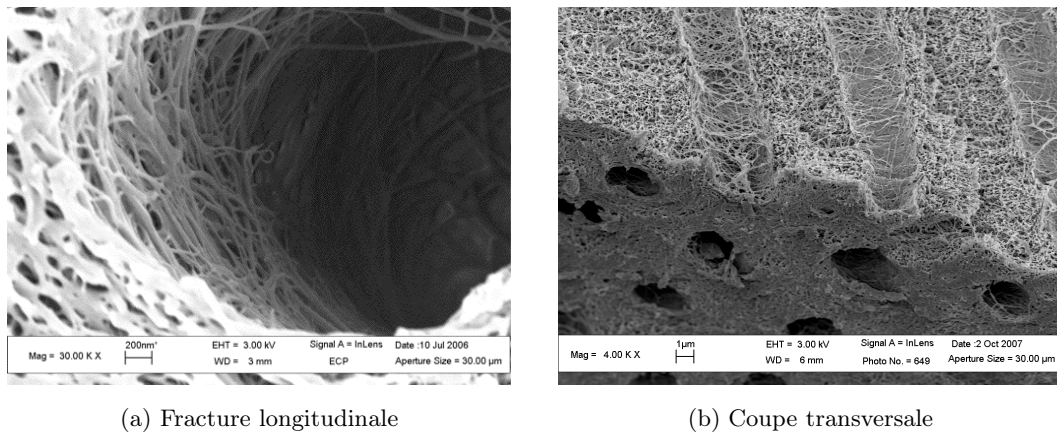 Mag = 30.00 K X
200nm*
EHT = 3.00 kV
Signal A = InLens
Date :10 Jul 2006
WD = 3 mm
ECP
Aperture Size = 30.00 µm
Mag = 4.00 K X
1µm
EHT = 3.00 kV
Signal A = InLens
Date :2 Oct 2007
WD = 6 mm
Photo No. = 649
Aperture Size = 30.00 µm
(a) Fracture longitudinale
(b) Coupe transversale